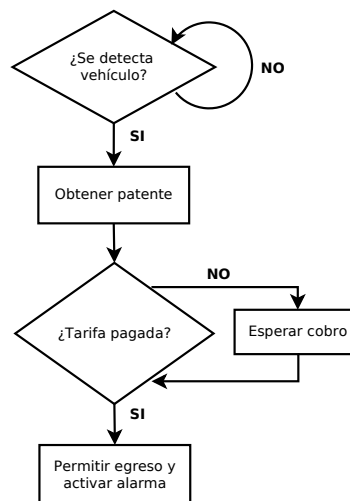 ¿Se detecta
vehículo?
NO
SI
Obtener patente
NO
¿Tarifa pagada?
Esperar cobro
SI
Permitir egreso y
activar alarma